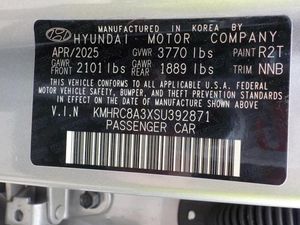 MANUFACTURED IN KOREA BY
HYUNDAI MOTOR COMPANY
APR/2025 GVWR 3770 lbs PAINT R2T
GAWR FRONT 2101 lbs GAWR REAR 1889 lbs TRIM NNB
THIS VEHICLE CONFORMS TO ALL APPLICABLE U.S.A. FEDERAL
MOTOR VEHICLE SAFETY, BUMPER, AND THEFT PREVENTION
STANDARDS IN EFFECT ON THE DATE OF MANUFACTURE SHOWN ABOVE.
V.I.N KMHRC8A3XSU392871
PASSENGER CAR